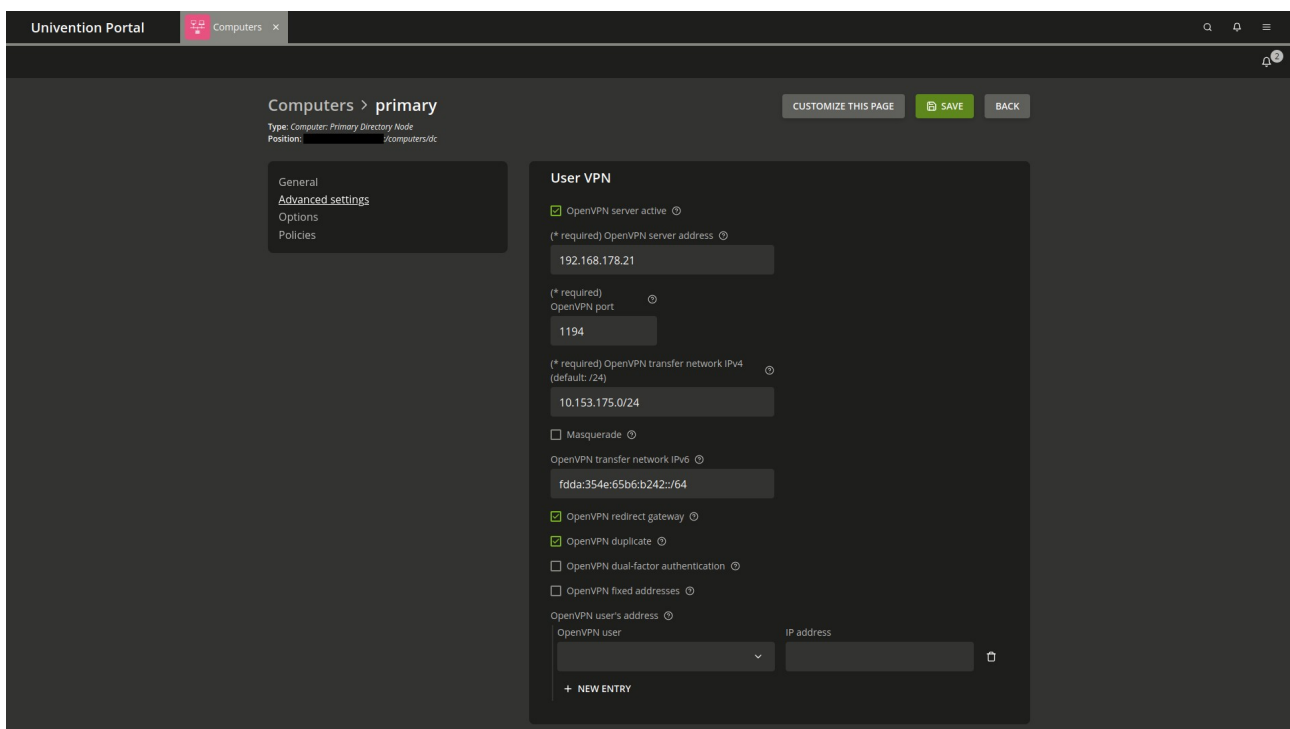 Univention Portal
Computers ×
2
Computers > primary
CUSTOMIZE THIS PAGE
SAVE
BACK
Type: Computer: Primary Directory Node
Position: /computers/dc
General
Advanced settings
Options
Policies
User VPN
OpenVPN server active
(* required) OpenVPN server address
192.168.178.21
(* required)
OpenVPN port
1194
(* required) OpenVPN transfer network IPv4
(default: /24)
10.153.175.0/24
Masquerade
OpenVPN transfer network IPv6
fdda:354e:65b6:b242::/64
OpenVPN redirect gateway
OpenVPN duplicate
OpenVPN dual-factor authentication
OpenVPN fixed addresses
OpenVPN user's address
OpenVPN user
IP address
+ NEW ENTRY